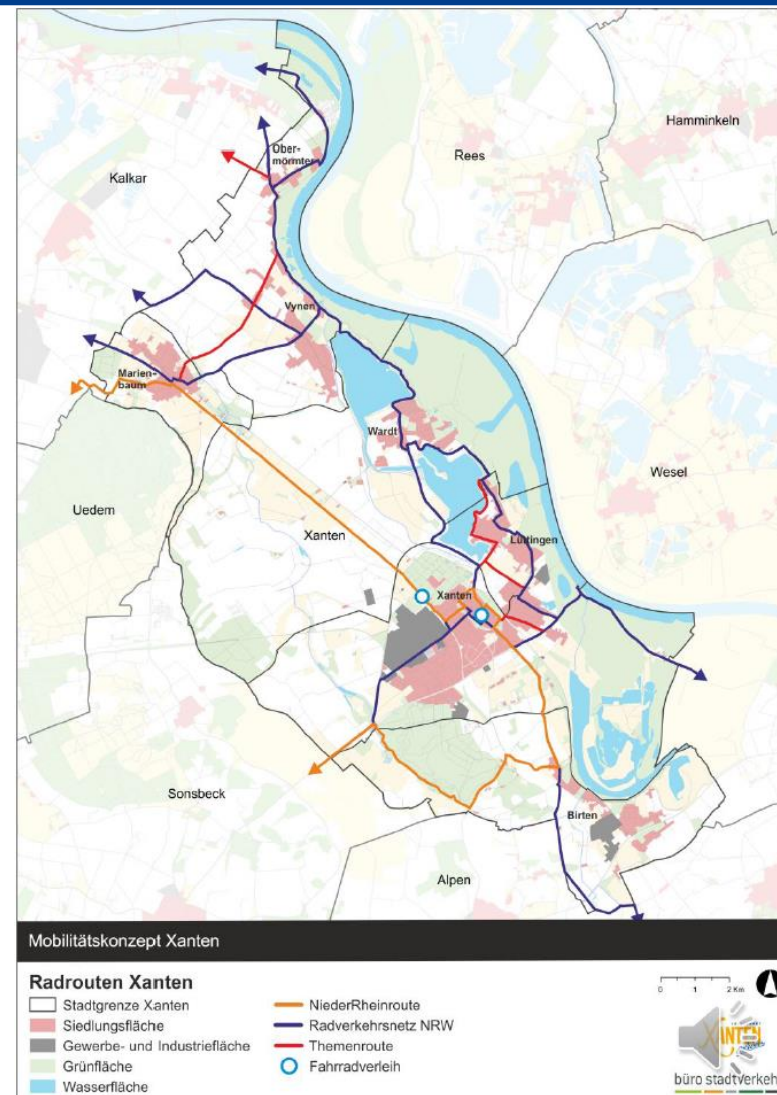 Hamminkeln
Ober-
mörmter
Rees
Kalkar
Vynen
Marien-
baum
Wardt
Wesel
Uedem
Xanten
Lüttingen
Xanten
Sonsbeck
Birten
Alpen
Mobilitätskonzept Xanten
Radrouten Xanten
Stadtgrenze Xanten
Siedlungsfläche
Gewerbe- und Industriefläche
Grünfläche
Wasserfläche
NiederRheinroute
Radverkehrsnetz NRW
Themenroute
Fahrradverleih
0 1 2 Km
XANTEN
büro stadtverkehr